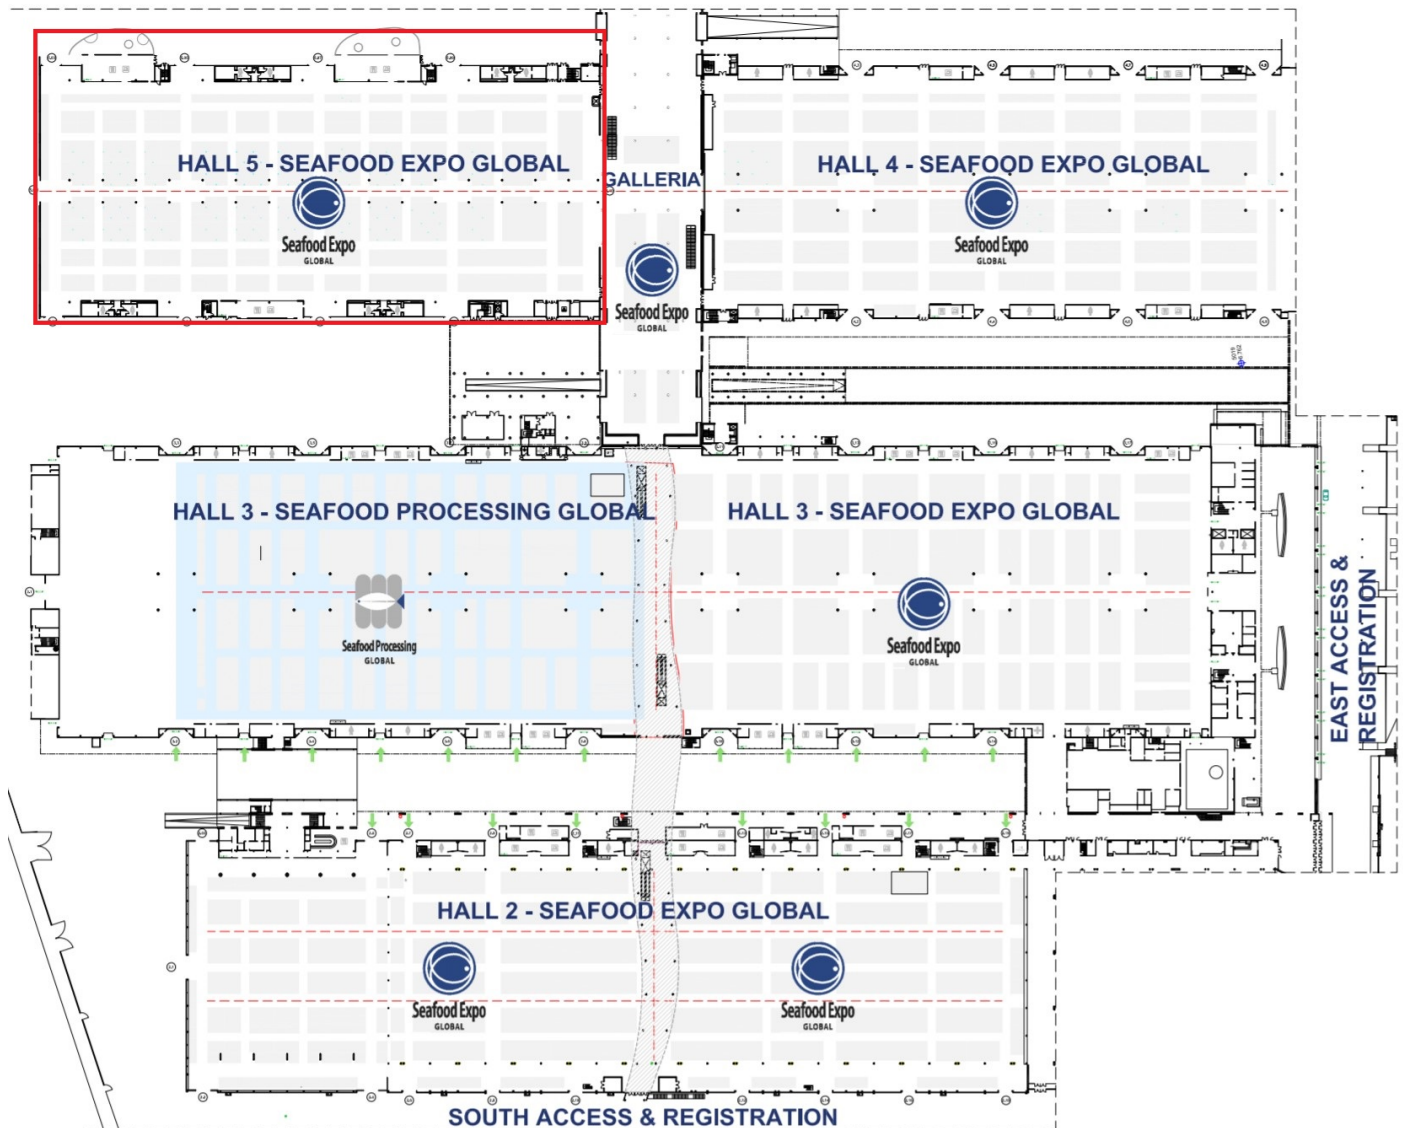 HALL 5 - SEAFOOD EXPO GLOBAL
HALL 4 - SEAFOOD EXPO GLOBAL
GALLERIA
Seafood Expo
GLOBAL
Seafood Expo
GLOBAL
Seafood Expo
GLOBAL
HALL 3 - SEAFOOD PROCESSING GLOBAL
HALL 3 - SEAFOOD EXPO GLOBAL
Seafood Processing
GLOBAL
Seafood Expo
GLOBAL
EAST ACCESS &
REGISTRATION
HALL 2 - SEAFOOD EXPO GLOBAL
Seafood Expo
GLOBAL
Seafood Expo
GLOBAL
SOUTH ACCESS & REGISTRATION